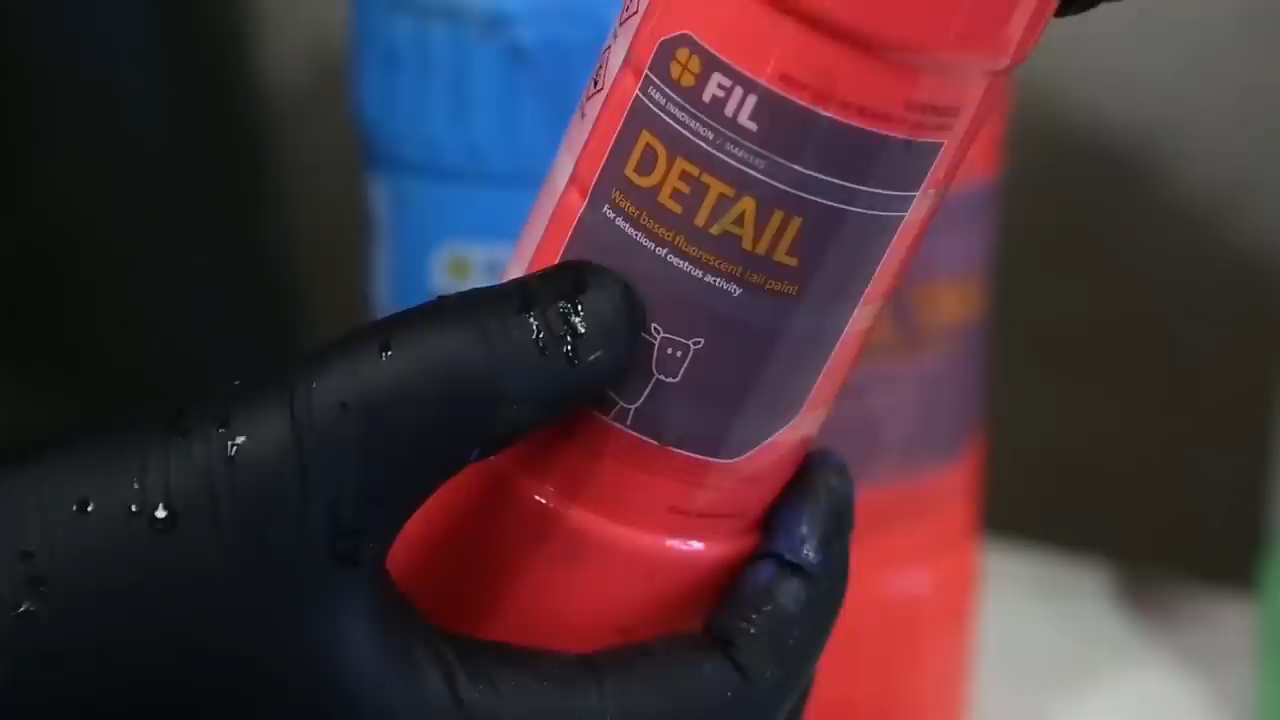 FIL
FARM INNOVATION / MARKERS
DETAIL
Water based fluorescent tail paint
For detection of oestrus activity